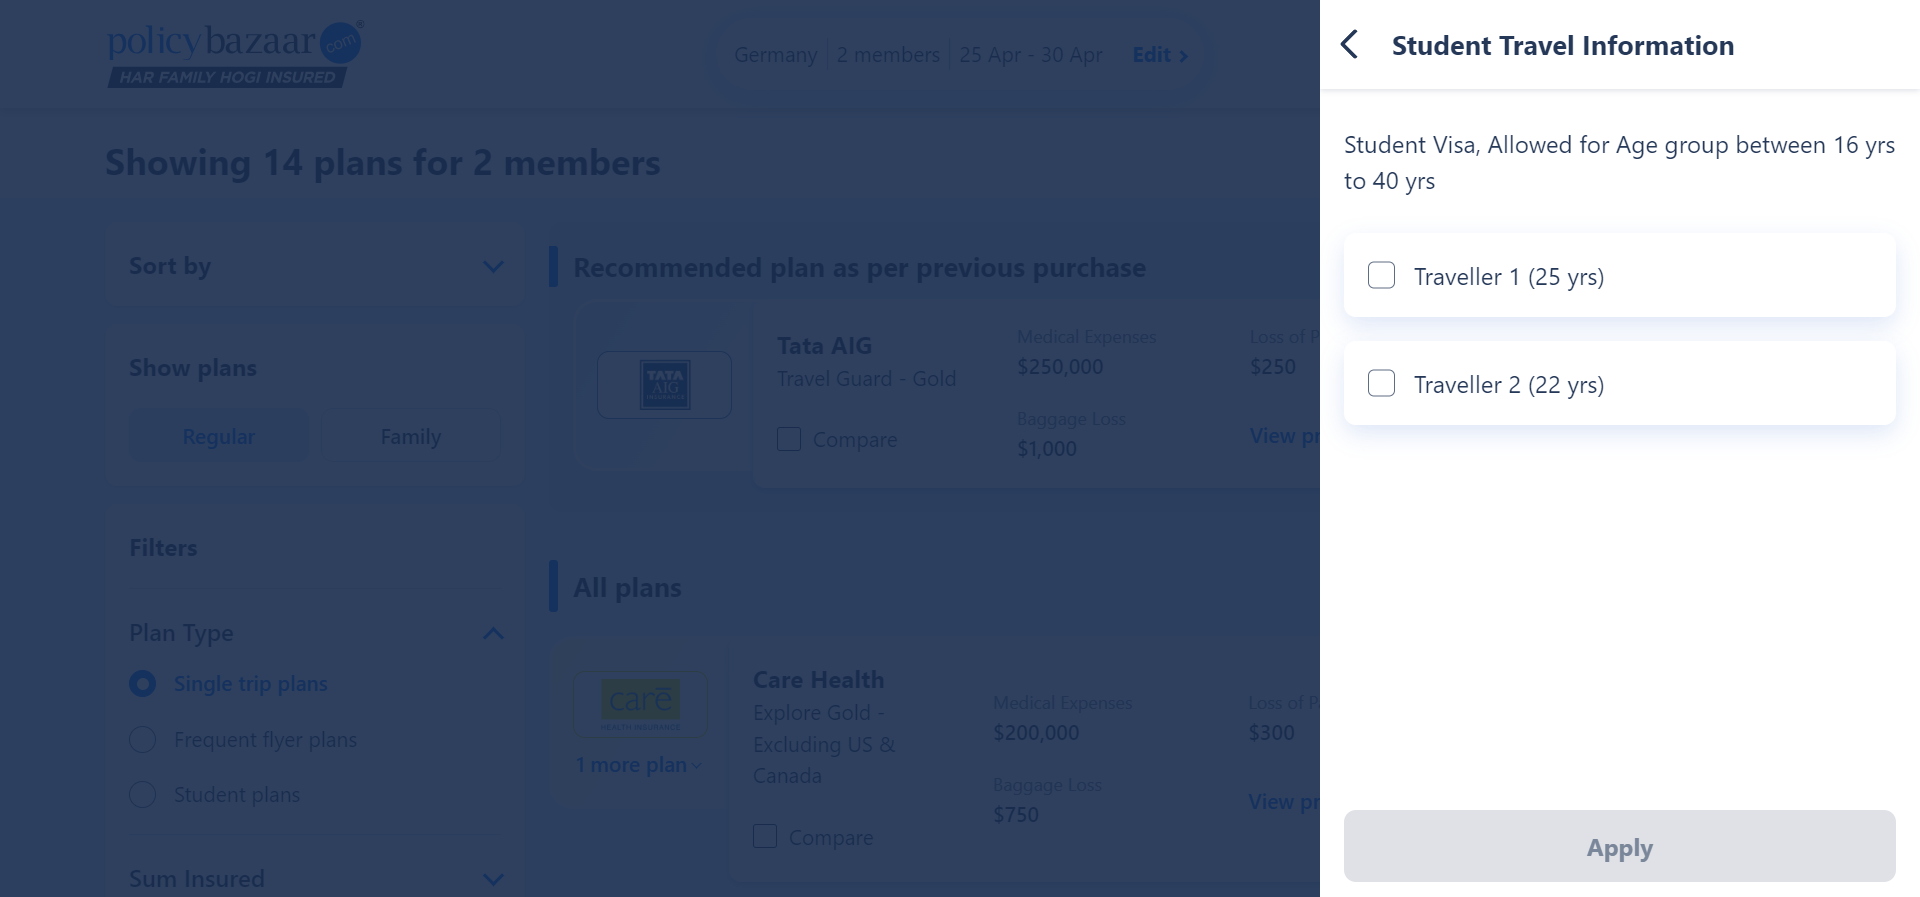 policybazaar.com®
HAR FAMILY HOGI INSURED
Germany 2 members 25 Apr - 30 Apr Edit
Showing 14 plans for 2 members
Sort by
Show plans
Regular Family
Filters
Plan Type
Single trip plans
Frequent flyer plans
Student plans
Sum Insured
Recommended plan as per previous purchase
TATA
AIG
INSURANCE
Tata AIG
Travel Guard - Gold
Compare
Medical Expenses
$250,000
Baggage Loss
$1,000
Loss of P
$250
View pr
All plans
care
HEALTH INSURANCE
1 more plan
Care Health
Explore Gold -
Excluding US &
Canada
Compare
Medical Expenses
$200,000
Baggage Loss
$750
Loss of P
$300
View pr
Student Travel Information
Student Visa, Allowed for Age group between 16 yrs
to 40 yrs
Traveller 1 (25 yrs)
Traveller 2 (22 yrs)
Apply